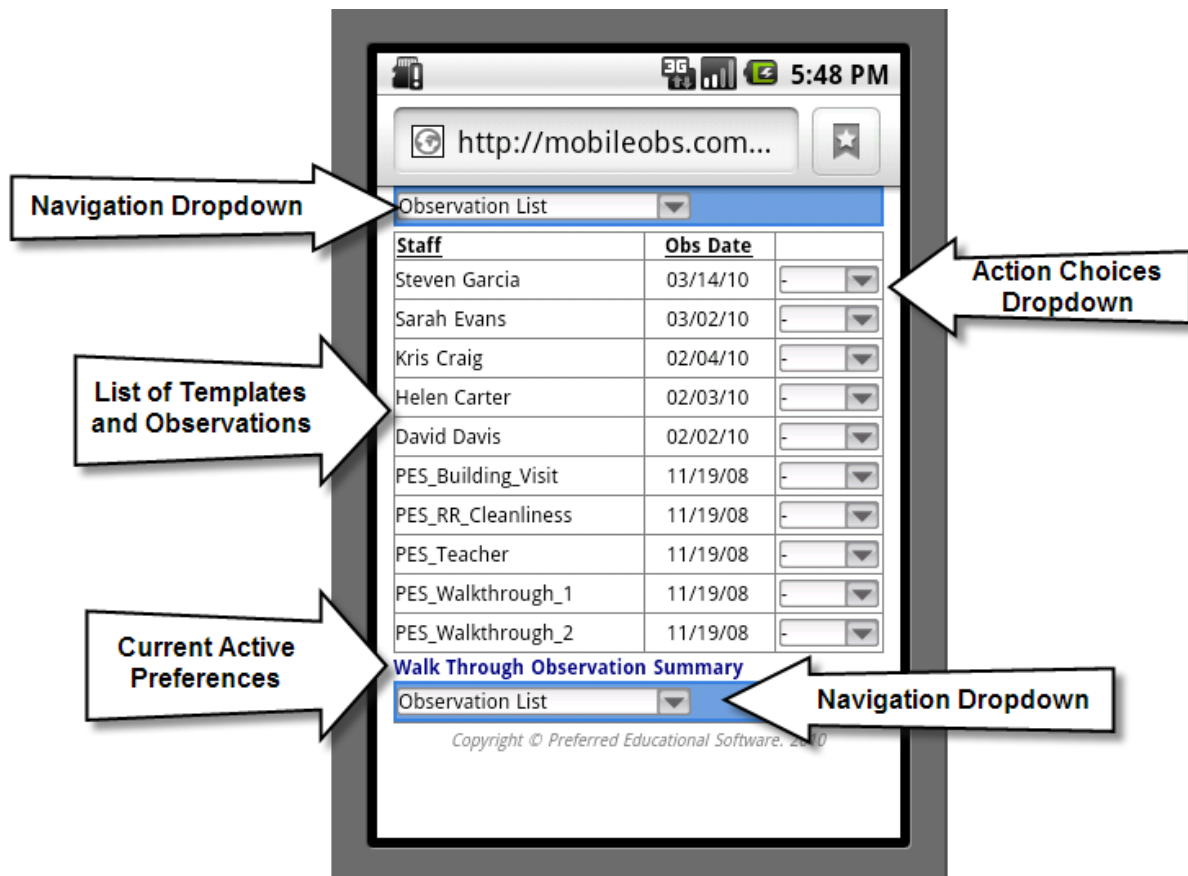 3G
5:48 PM
http://mobileobs.com...
Navigation Dropdown
Observation List
Staff Obs Date
Steven Garcia 03/14/10 -
Action Choices
Dropdown
Sarah Evans 03/02/10 -
Kris Craig 02/04/10 -
List of Templates
and Observations
Helen Carter 02/03/10 -
David Davis 02/02/10 -
PES_Building_Visit 11/19/08 -
PES_RR_Cleanliness 11/19/08 -
PES_Teacher 11/19/08 -
PES_Walkthrough_1 11/19/08 -
PES_Walkthrough_2 11/19/08 -
Current Active
Preferences
Walk Through Observation Summary
Observation List
Navigation Dropdown
Copyright © Preferred Educational Software. 2010